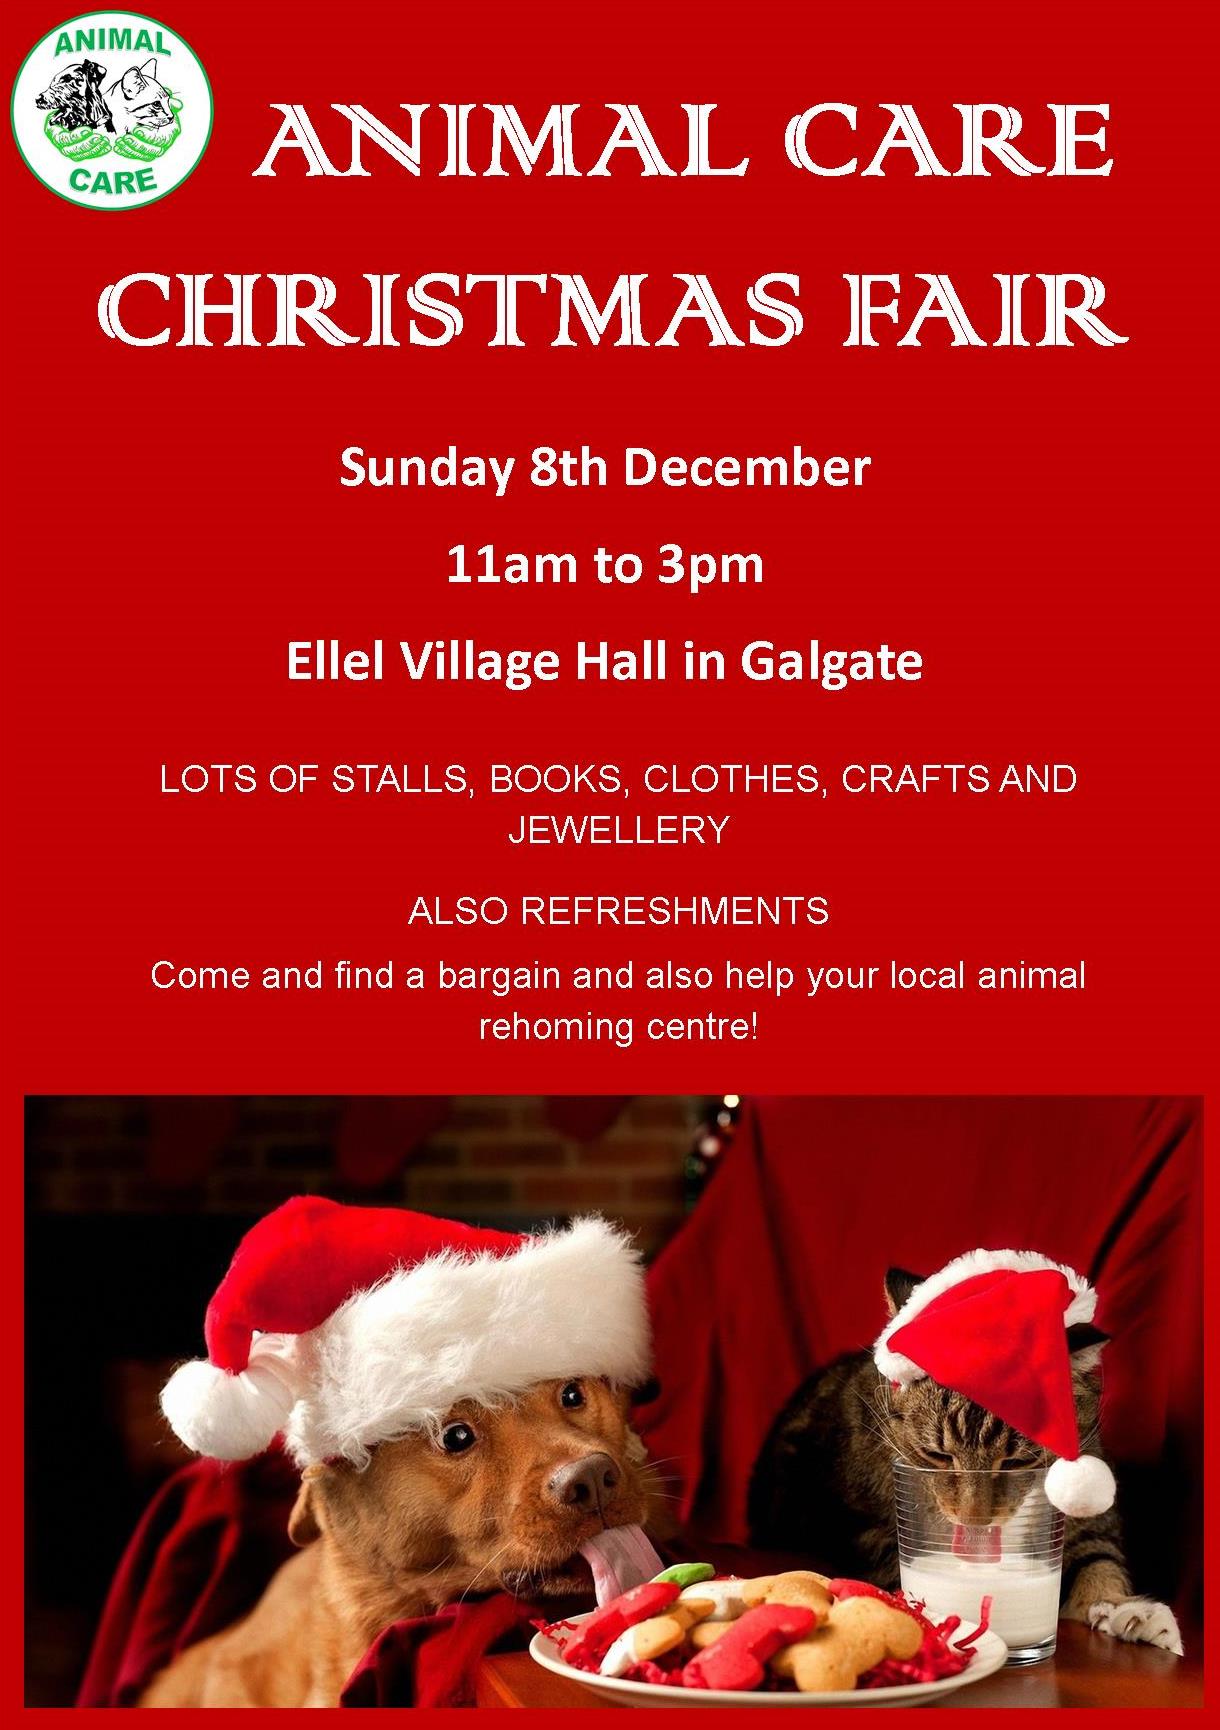 ANIMAL
CARE
ANIMAL CARE
CHRISTMAS FAIR
Sunday 8th December
11am to 3pm
Ellel Village Hall in Galgate
LOTS OF STALLS, BOOKS, CLOTHES, CRAFTS AND
JEWELLERY
ALSO REFRESHMENTS
Come and find a bargain and also help your local animal
rehoming centre!